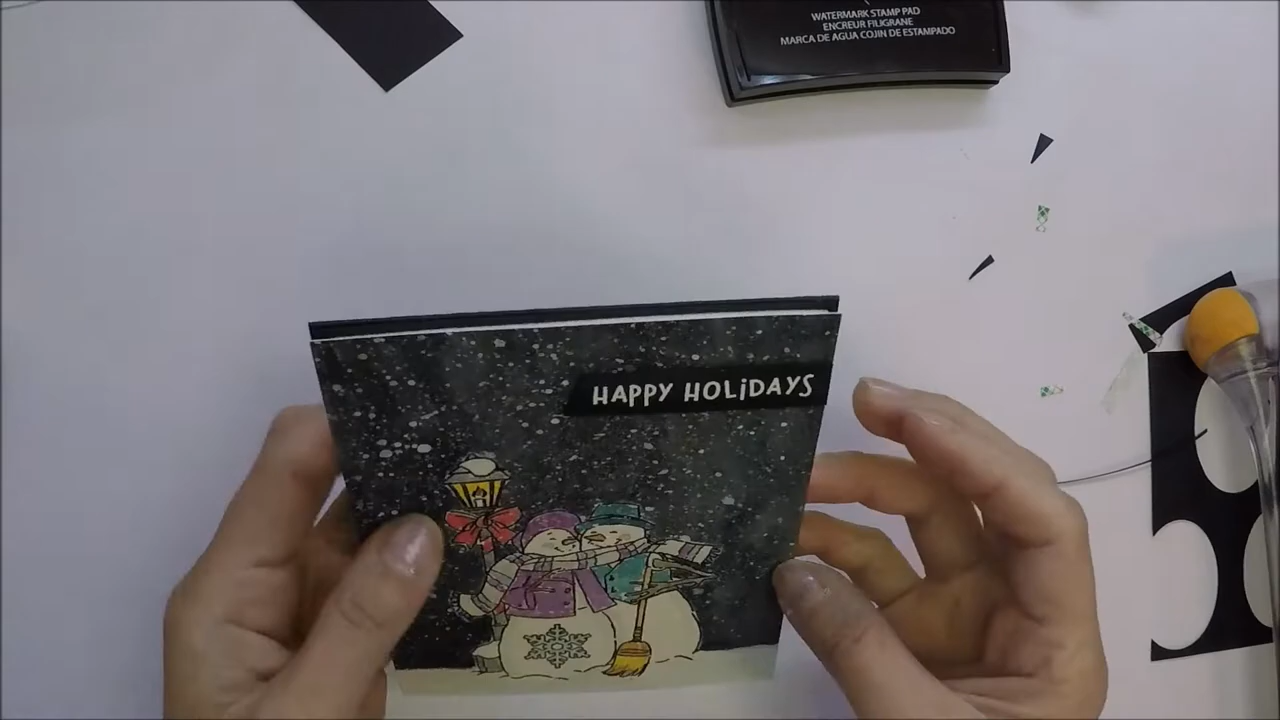 WATERMARK STAMP PAD
ENCREUR FILIGRANE
MARCA DE AGUA COJIN DE ESTAMPADO
HAPPY HOLiDAYS